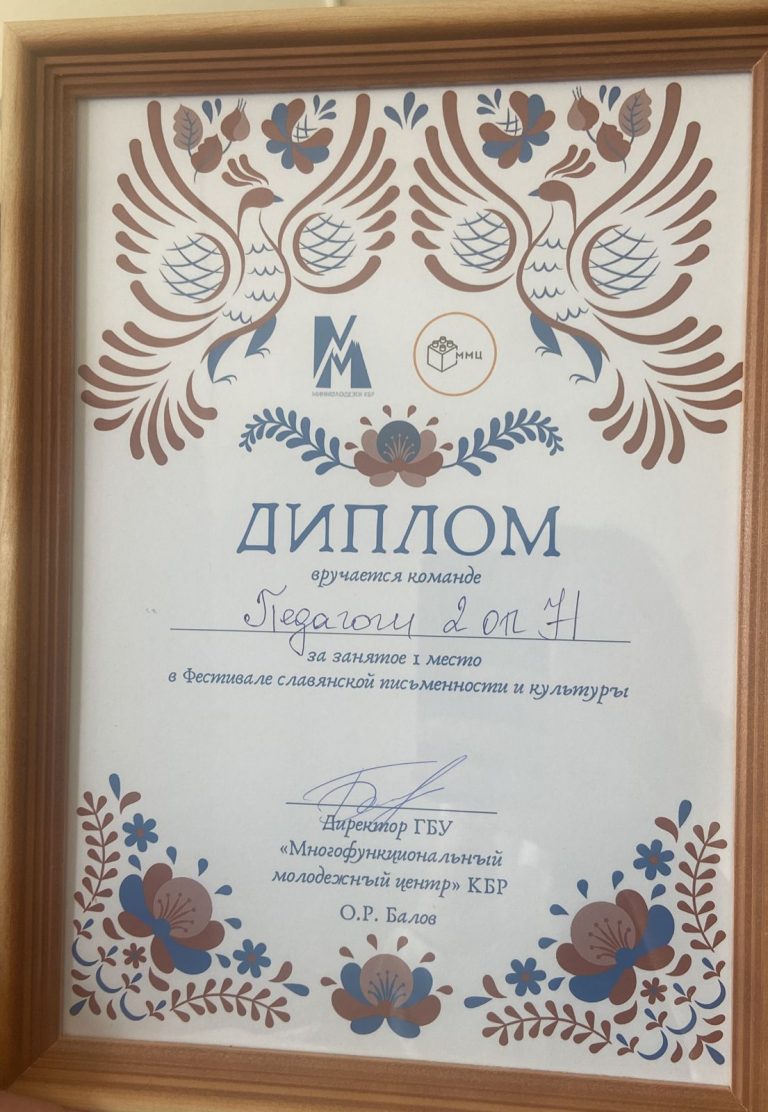 МИНМОЛОДЕЖИ КБР
ММЦ
ДИПЛОМ
вручается команде
Педагоги 2 оп
за занятое 1 место
в Фестивале славянской письменности и культуры
Директор ГБУ
«Многофункциональный
молодежный центр» КБР
О.Р. Балов